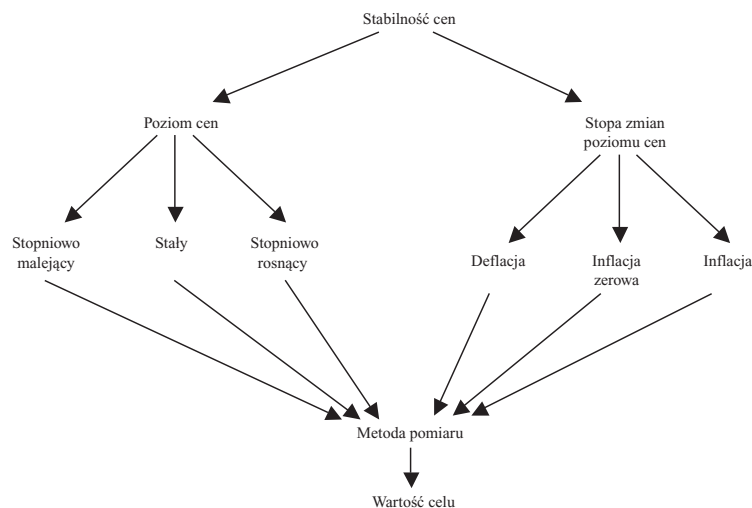 Stabilność cen
Poziom cen
Stopa zmian
poziomu cen
Stopniowo
malejący
Stały
Stopniowo
rosnący
Deflacja
Inflacja
zerowa
Inflacja
Metoda pomiaru
Wartość celu